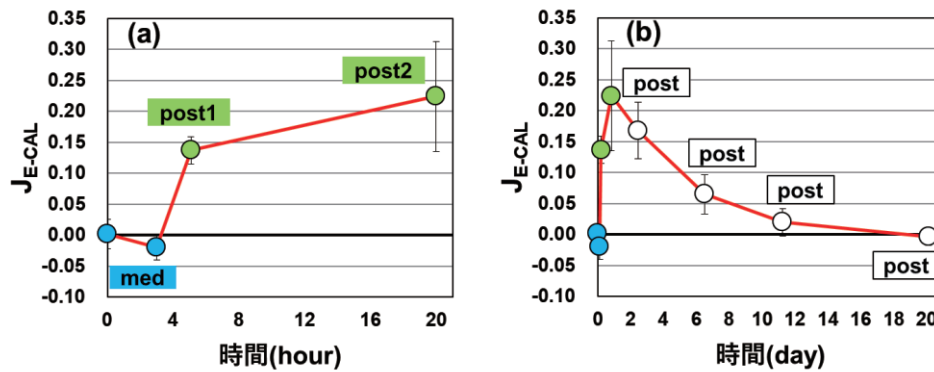 (a)
0.35
0.30
0.25
0.20
0.15
0.10
0.05
0.00
-0.05
-0.10
JE-CAL
post2
post1
med
0 4 8 12 16 20
時間(hour)
(b)
0.35
0.30
0.25
0.20
0.15
0.10
0.05
0.00
-0.05
-0.10
JE-CAL
post
post
post
post
0 2 4 6 8 10 12 14 16 18 20
時間(day)